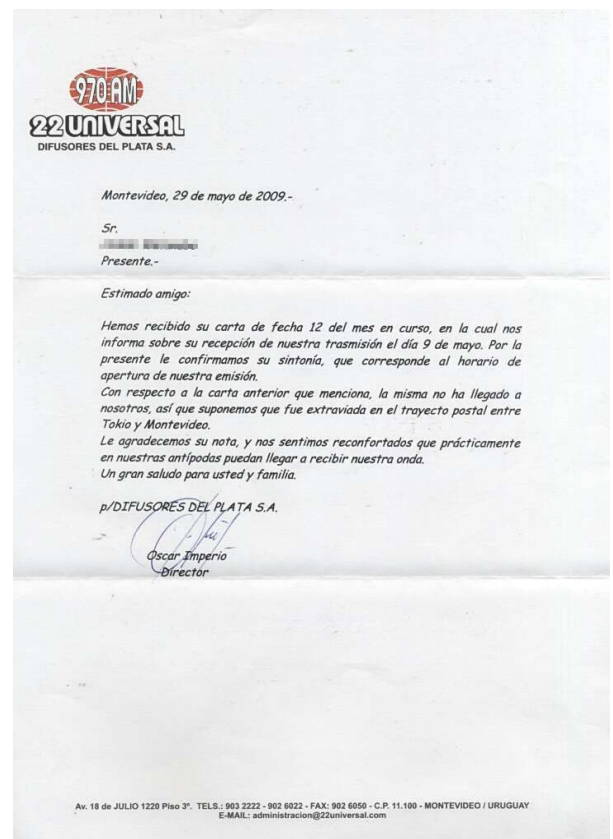 970 AM
22 UNIVERSAL
DIFUSORES DEL PLATA S.A.
Montevideo, 29 de mayo de 2009.-
Sr.
Presente.-
Estimado amigo:
Hemos recibido su carta de fecha 12 del mes en curso, en la cual nos
informa sobre su recepción de nuestra trasmisión el día 9 de mayo. Por la
presente le confirmamos su sintonía, que corresponde al horario de
apertura de nuestra emisión.
Con respecto a la carta anterior que menciona, la misma no ha llegado a
nosotros, así que suponemos que fue extraviada en el trayecto postal entre
Tokio y Montevideo.
Le agradecemos su nota, y nos sentimos reconfortados que prácticamente
en nuestras antípodas puedan llegar a recibir nuestra onda.
Un gran saludo para usted y familia.
p/DIFUSORES DEL PLATA S.A.
Oscar Imperio
Director
Av. 18 de JULIO 1220 Piso 3º. TELS.: 903 2222 - 902 6022 - FAX: 902 6050 - C.P. 11.100 - MONTEVIDEO / URUGUAY
E-MAIL: administracion@22universal.com